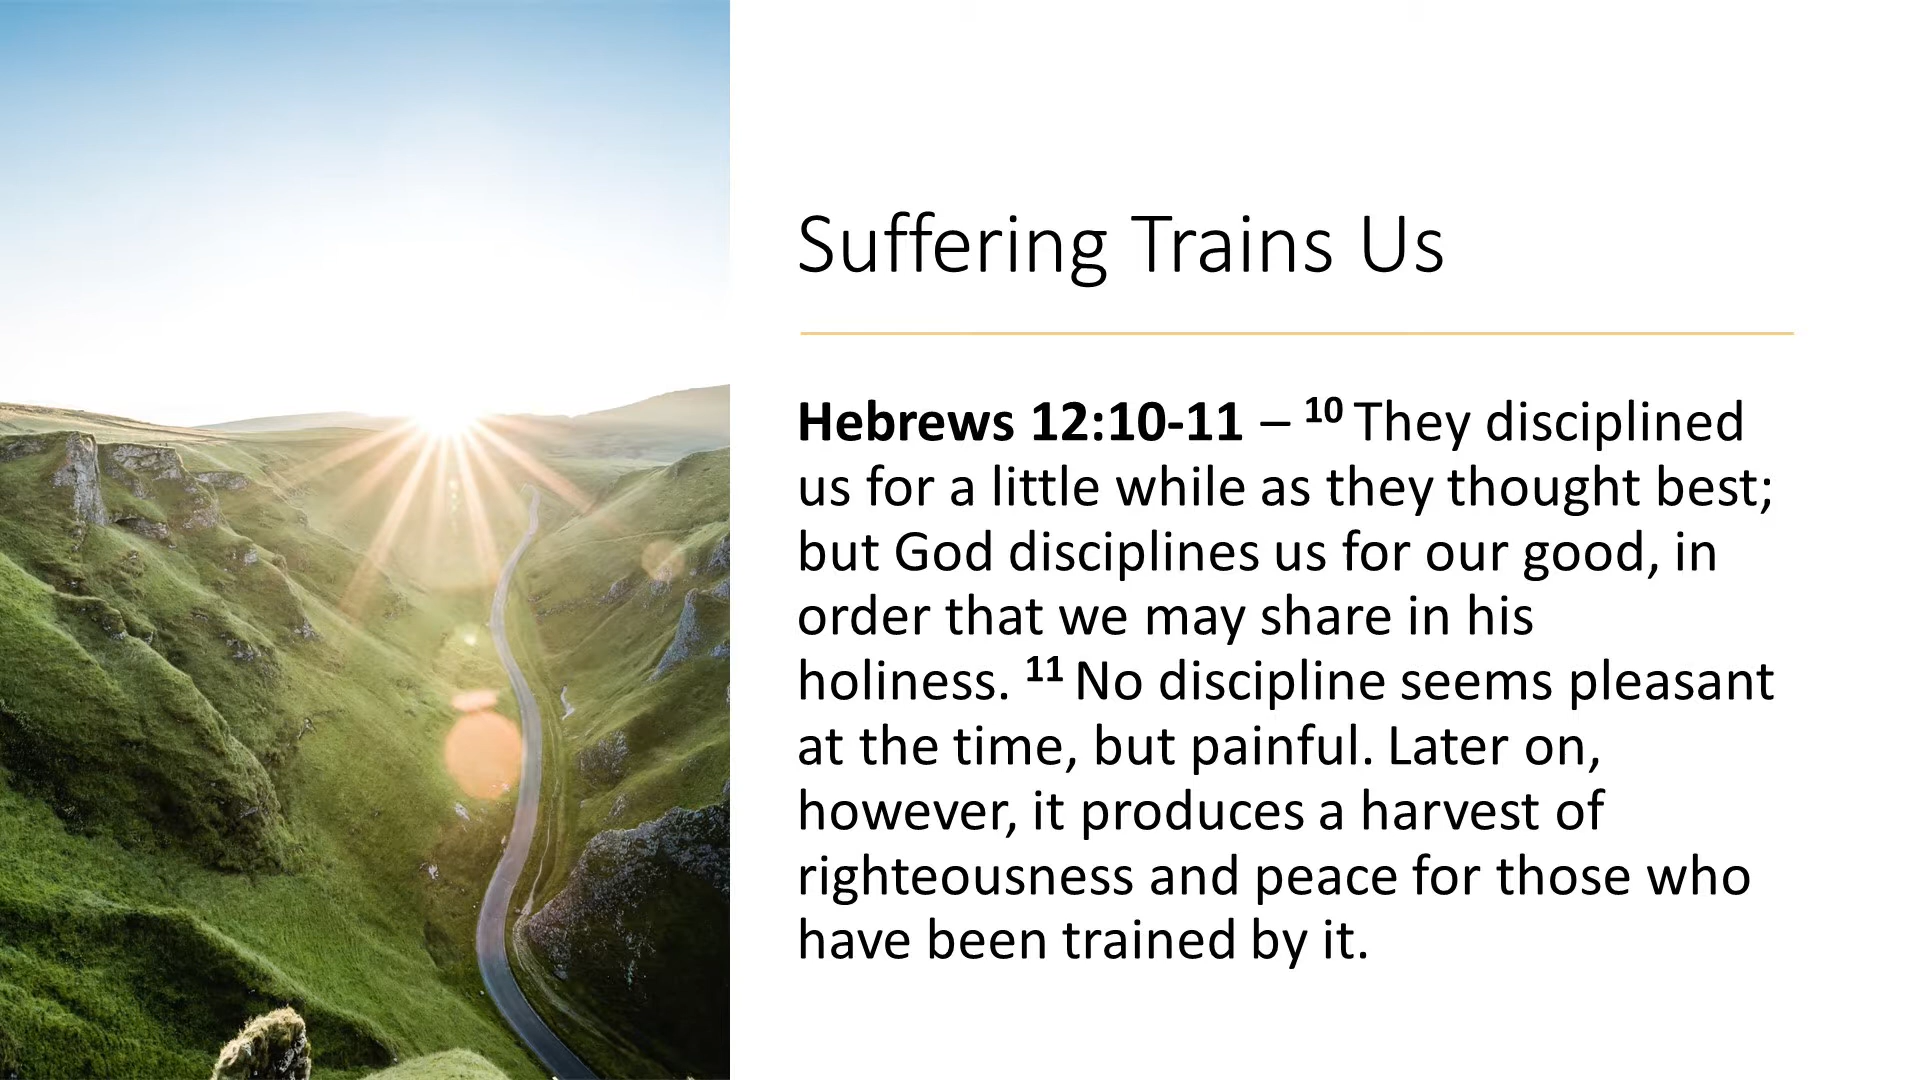 Suffering Trains Us
Hebrews 12:10-11 – 10 They disciplined
us for a little while as they thought best;
but God disciplines us for our good, in
order that we may share in his
holiness. 11 No discipline seems pleasant
at the time, but painful. Later on,
however, it produces a harvest of
righteousness and peace for those who
have been trained by it.